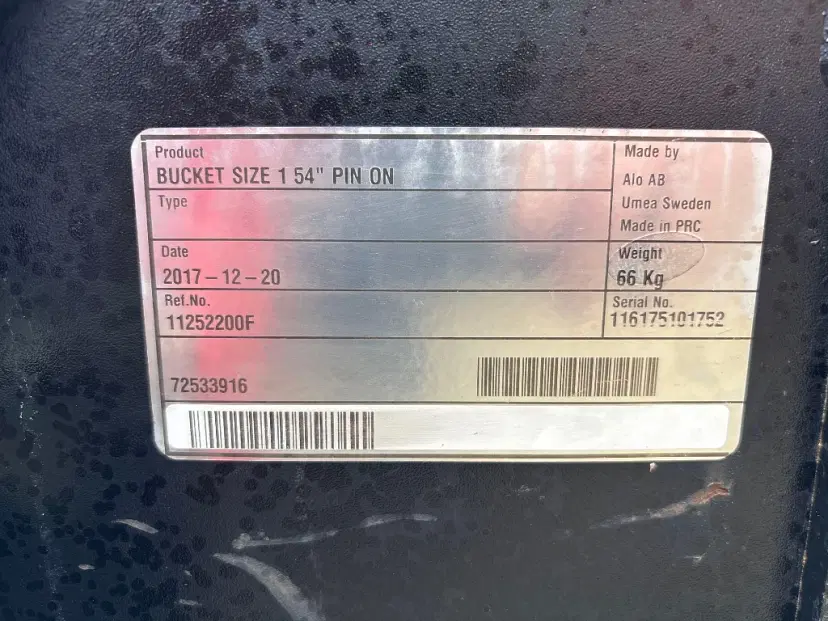 Product
BUCKET SIZE 1 54" PIN ON
Made by
Alo AB
Umea Sweden
Made in PRC
Type
Date
2017-12-20
Weight
66 Kg
Ref.No.
11252200F
Serial No.
116175101752
72533916